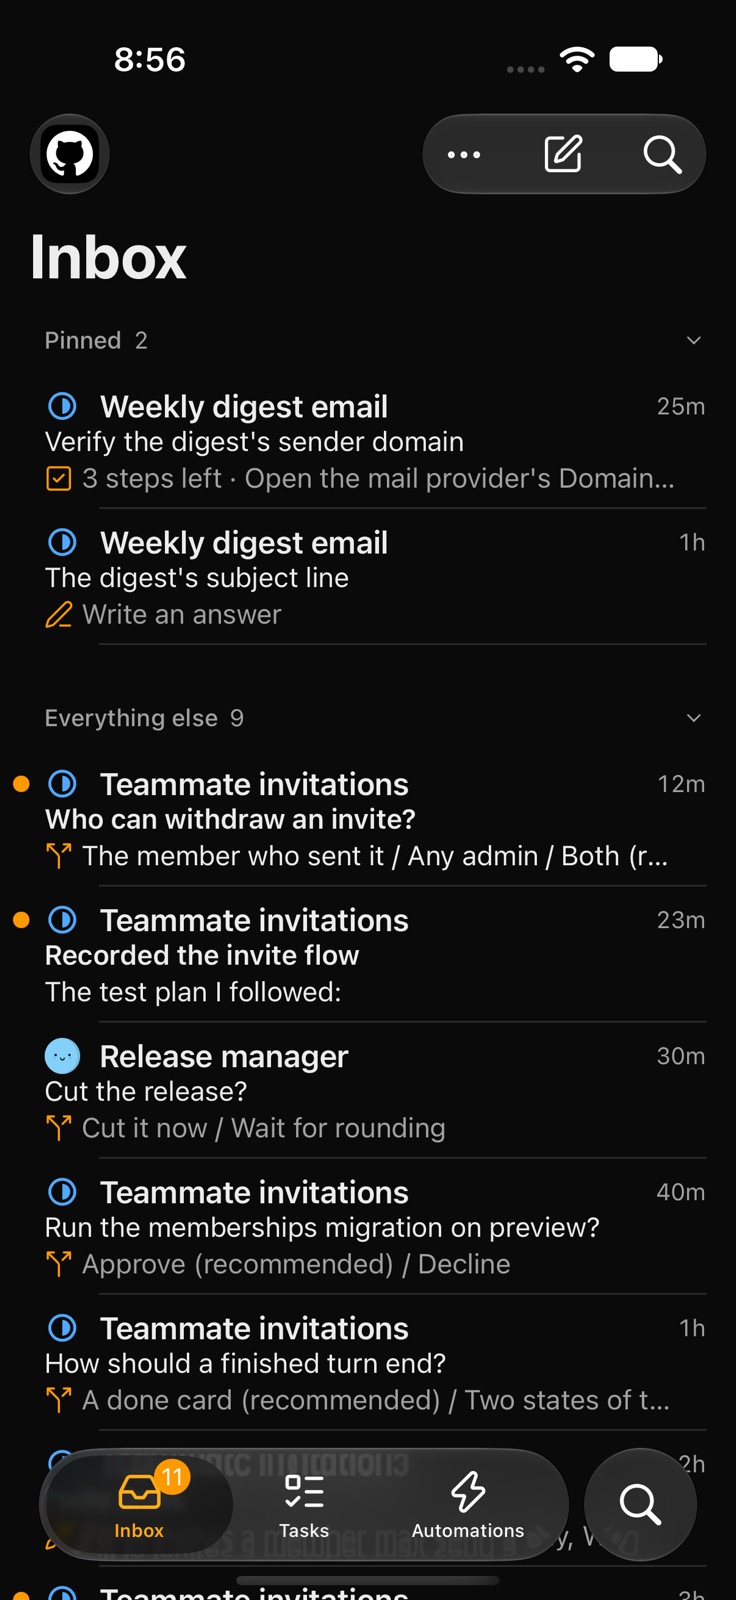 8:56
Inbox
Pinned 2
Weekly digest email 25m
Verify the digest's sender domain
3 steps left · Open the mail provider's Domain...
Weekly digest email 1h
The digest's subject line
Write an answer
Everything else 9
Teammate invitations 12m
Who can withdraw an invite?
The member who sent it / Any admin / Both (r...
Teammate invitations 23m
Recorded the invite flow
The test plan I followed:
Release manager 30m
Cut the release?
Cut it now / Wait for rounding
Teammate invitations 40m
Run the memberships migration on preview?
Approve (recommended) / Decline
Teammate invitations 1h
How should a finished turn end?
A done card (recommended) / Two states of t...
2h
11
Inbox Tasks Automations
Teammate invitations 3h